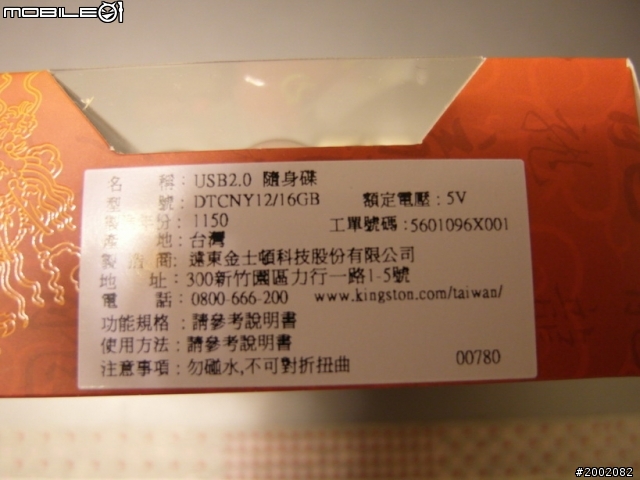 MOBILE01
名 稱: USB2.0 隨身碟
型 號: DTCNY12/16GB 額定電壓: 5V
製造年份: 1150 工單號碼: 5601096X001
產 地: 台灣
製 造 商: 遠東金士頓科技股份有限公司
地 址: 300新竹園區力行一路1-5號
電 話: 0800-666-200 www.kingston.com/taiwan/
功能規格: 請參考說明書
使用方法: 請參考說明書
注意事項: 勿碰水,不可對折扭曲 00780
#2002082